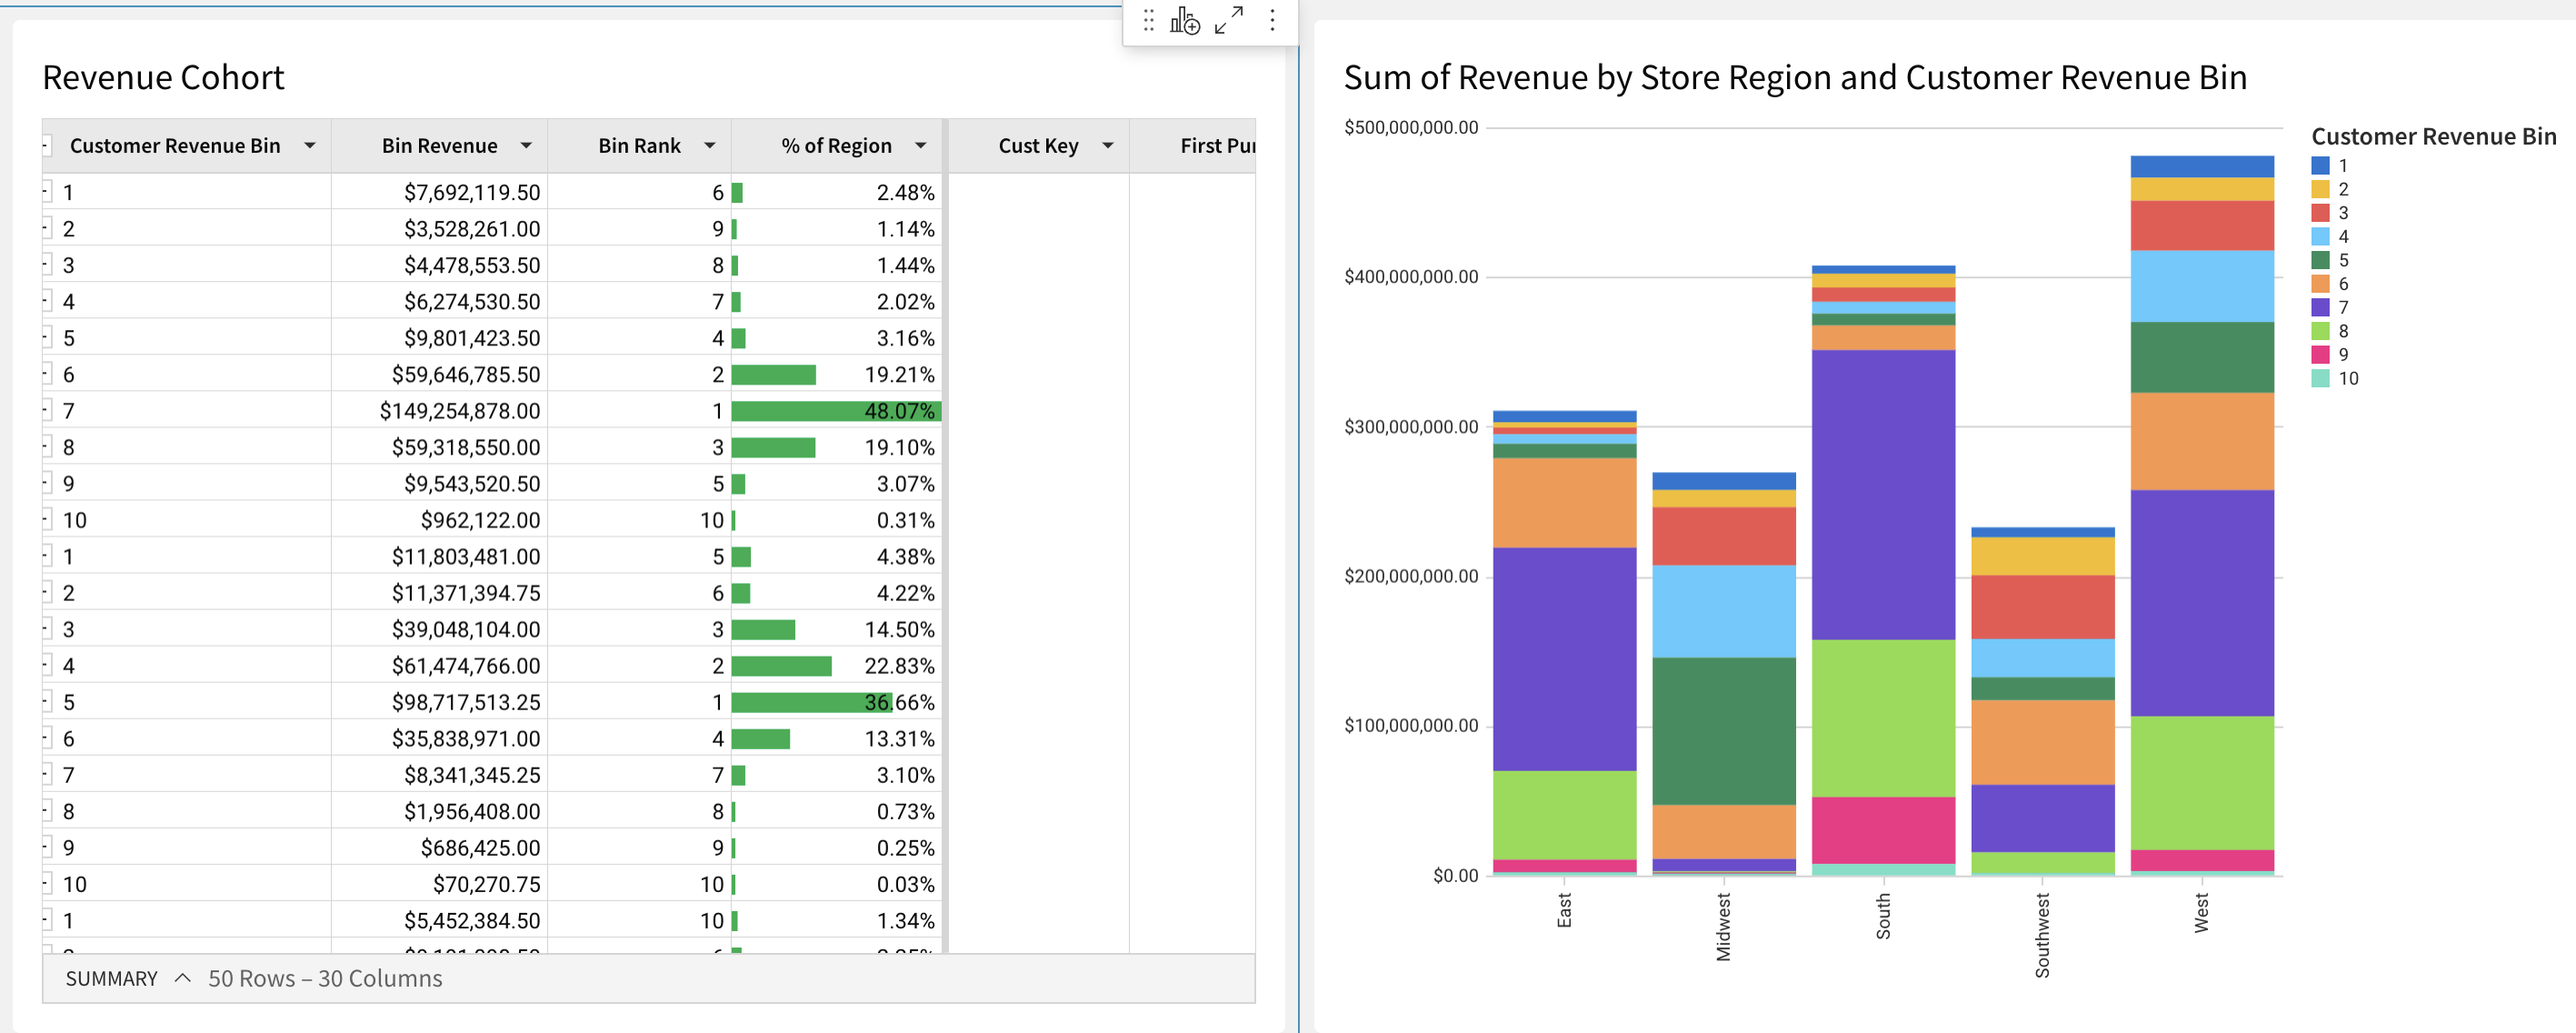 Revenue Cohort
Customer Revenue Bin Bin Revenue Bin Rank % of Region Cust Key First Pu
1 $7,692,119.50 6 2.48%
2 $3,528,261.00 9 1.14%
3 $4,478,553.50 8 1.44%
4 $6,274,530.50 7 2.02%
5 $9,801,423.50 4 3.16%
6 $59,646,785.50 2 19.21%
7 $149,254,878.00 1 48.07%
8 $59,318,550.00 3 19.10%
9 $9,543,520.50 5 3.07%
10 $962,122.00 10 0.31%
1 $11,803,481.00 5 4.38%
2 $11,371,394.75 6 4.22%
3 $39,048,104.00 3 14.50%
4 $61,474,766.00 2 22.83%
5 $98,717,513.25 1 36.66%
6 $35,838,971.00 4 13.31%
7 $8,341,345.25 7 3.10%
8 $1,956,408.00 8 0.73%
9 $686,425.00 9 0.25%
10 $70,270.75 10 0.03%
1 $5,452,384.50 10 1.34%
SUMMARY 50 Rows – 30 Columns
Sum of Revenue by Store Region and Customer Revenue Bin
$500,000,000.00
$400,000,000.00
$300,000,000.00
$200,000,000.00
$100,000,000.00
$0.00
East
Midwest
South
Southwest
West
Customer Revenue Bin
1
2
3
4
5
6
7
8
9
10